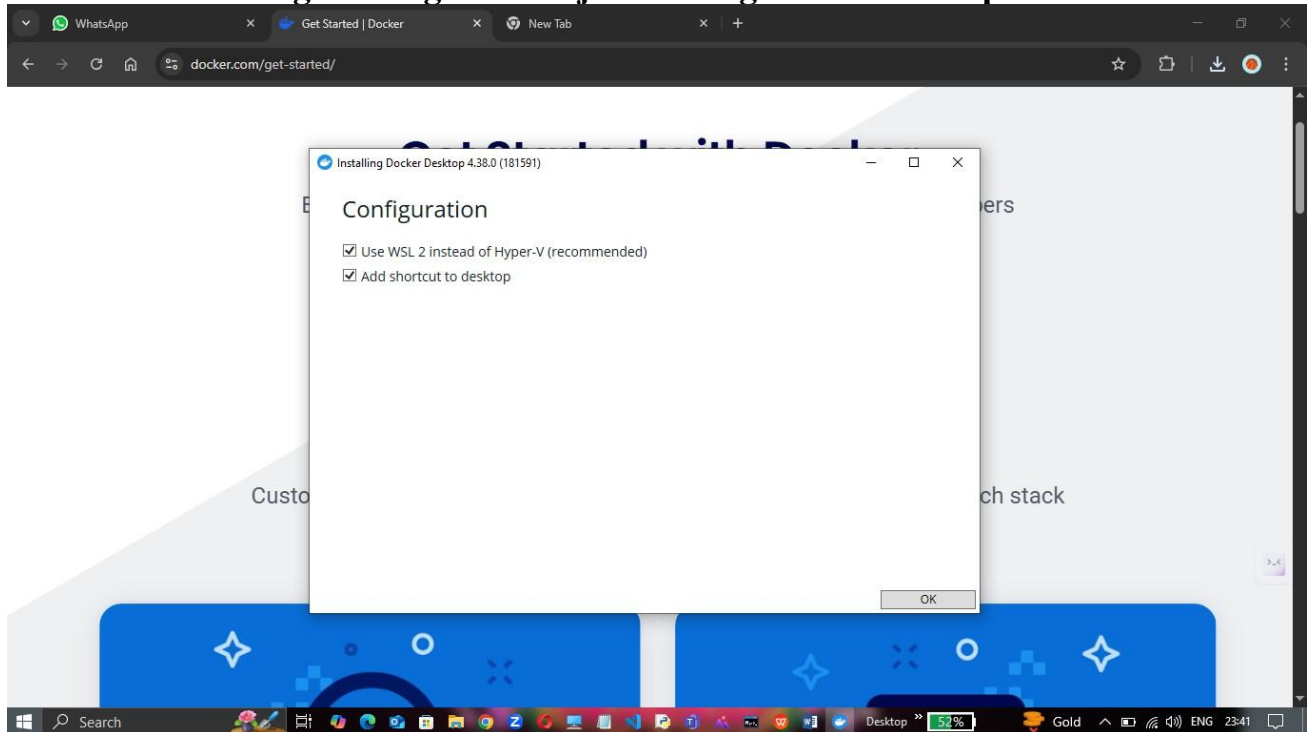 WhatsApp
Get Started | Docker
New Tab
docker.com/get-started/
Installing Docker Desktop 4.38.0 (181591)
Configuration
Use WSL 2 instead of Hyper-V (recommended)
Add shortcut to desktop
Custo
ch stack
OK
Search
Desktop
52%
Gold
ENG
23:41